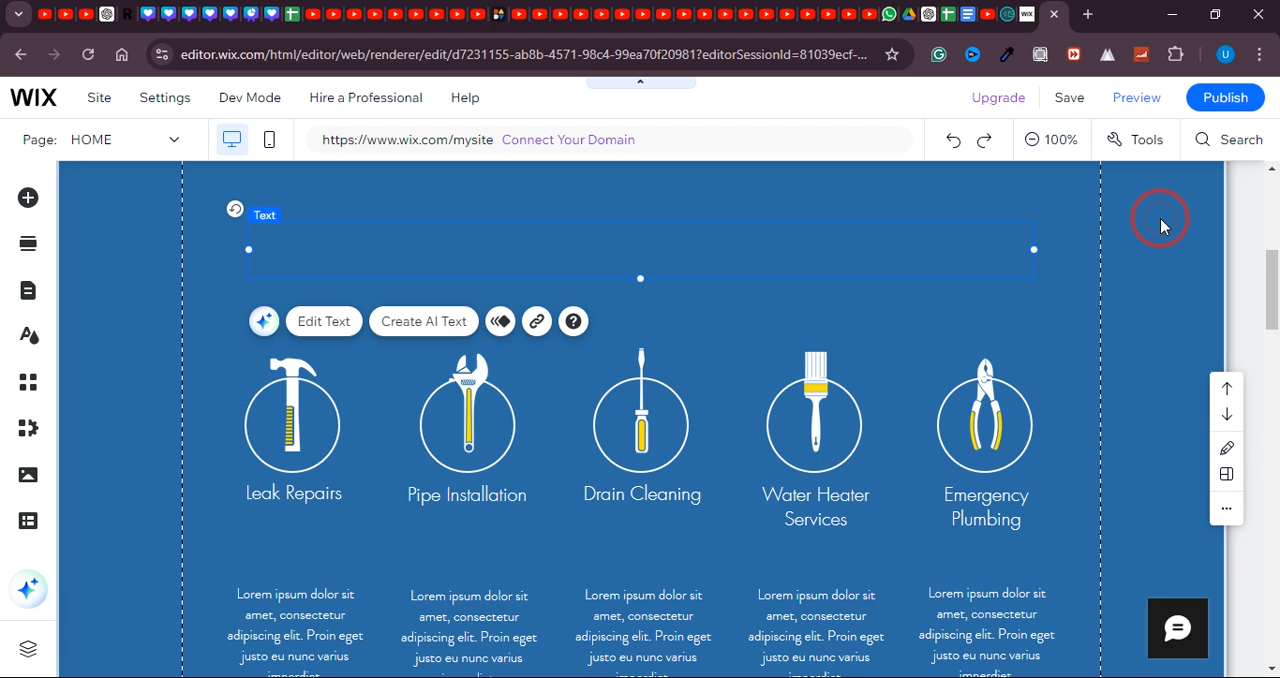 WIX
editor.wix.com/html/editor/web/renderer/edit/d7231155-ab8b-4571-98c4-99ea70f20981?editorSessionId=81039ecf-...
U
WIX Site Settings Dev Mode Hire a Professional Help Upgrade Save Preview Publish
Page: HOME https://www.wix.com/mysite Connect Your Domain 100% Tools Search
Text
Edit Text Create AI Text ?
Leak Repairs Pipe Installation Drain Cleaning Water Heater Services Emergency Plumbing
Lorem ipsum dolor sit
amet, consectetur
adipiscing elit. Proin eget
justo eu nunc varius
imperdiet
Lorem ipsum dolor sit
amet, consectetur
adipiscing elit. Proin eget
justo eu nunc varius
Lorem ipsum dolor sit
amet, consectetur
adipiscing elit. Proin eget
justo eu nunc varius
imperdiet
Lorem ipsum dolor sit
amet, consectetur
adipiscing elit. Proin eget
justo eu nunc varius
imperdiet
Lorem ipsum dolor sit
amet, consectetur
adipiscing elit. Proin eget
justo eu nunc varius
imperdiet